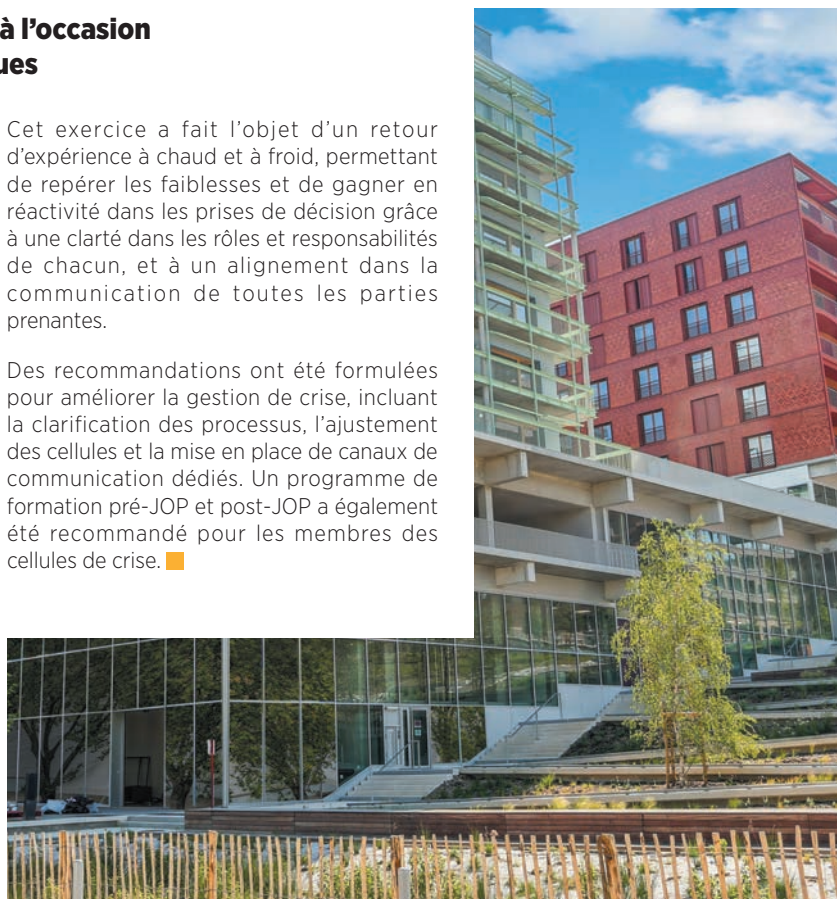 à l’occasion
ues
Cet exercice a fait l’objet d’un retour
d’expérience à chaud et à froid, permettant
de repérer les faiblesses et de gagner en
réactivité dans les prises de décision grâce
à une clarté dans les rôles et responsabilités
de chacun, et à un alignement dans la
communication de toutes les parties
prenantes.
Des recommandations ont été formulées
pour améliorer la gestion de crise, incluant
la clarification des processus, l’ajustement
des cellules et la mise en place de canaux de
communication dédiés. Un programme de
formation pré-JOP et post-JOP a également
été recommandé pour les membres des
cellules de crise.